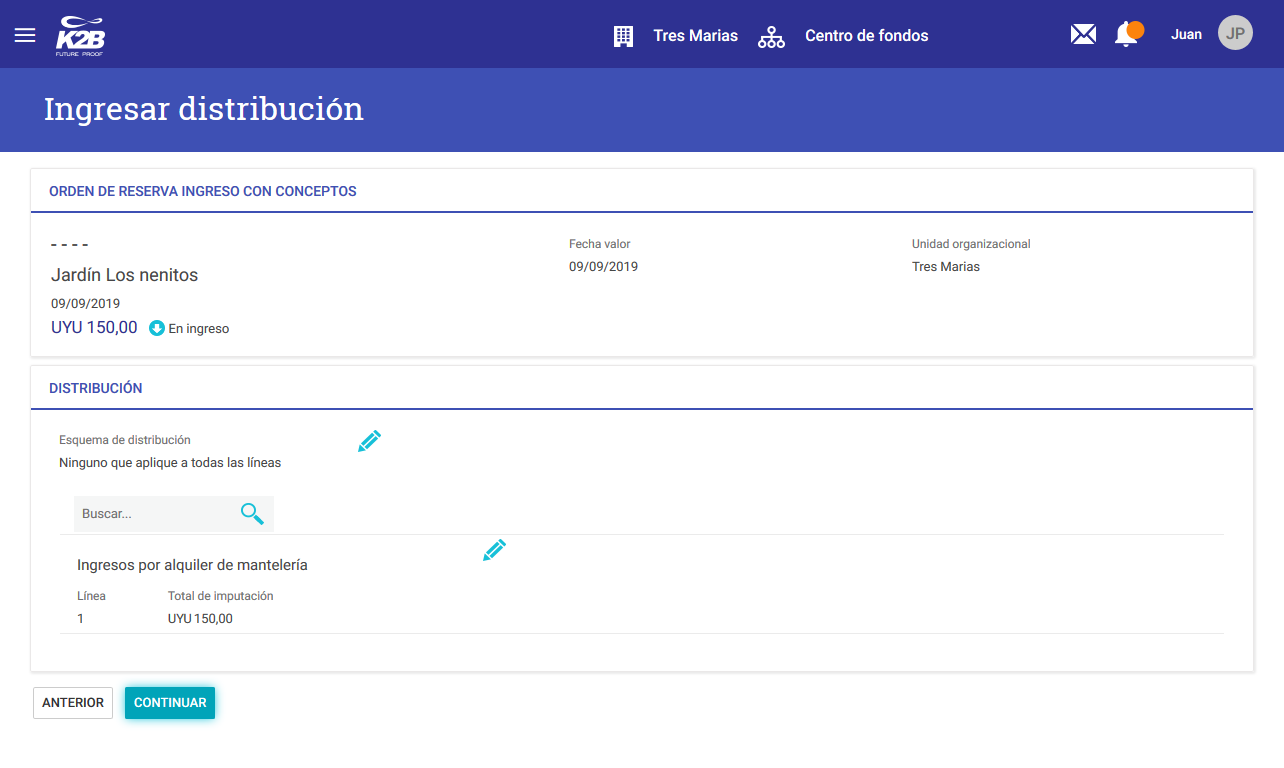 K2B
FUTURE PROOF
Tres Marias
Centro de fondos
Juan
JP
Ingresar distribución
ORDEN DE RESERVA INGRESO CON CONCEPTOS
- - - -
Jardín Los nenitos
09/09/2019
UYU 150,00
En ingreso
Fecha valor
09/09/2019
Unidad organizacional
Tres Marias
DISTRIBUCIÓN
Esquema de distribución
Ninguno que aplique a todas las líneas
Buscar...
Ingresos por alquiler de mantelería
Línea
1
Total de imputación
UYU 150,00
ANTERIOR
CONTINUAR